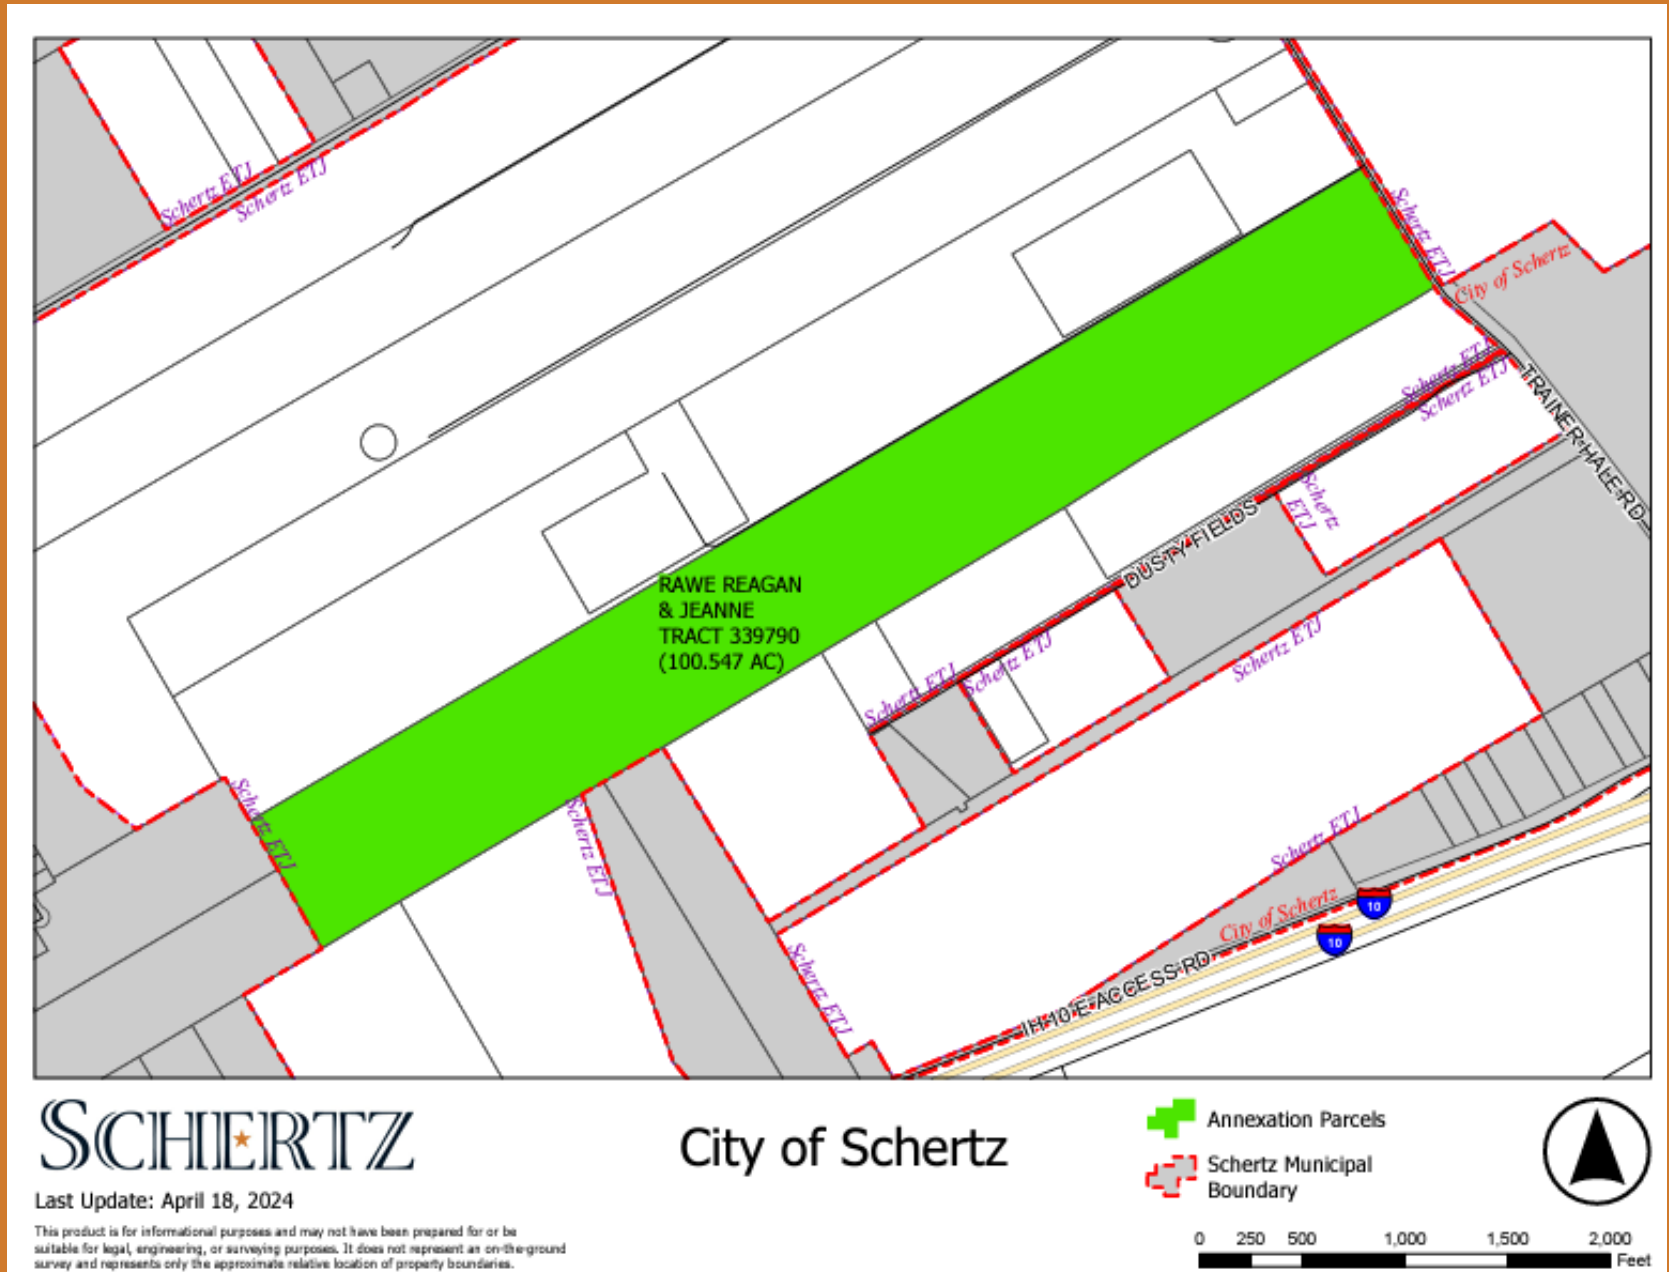 Schertz ETJ
Schertz ETJ
Schertz ETJ
City of Schertz
Schertz ETJ
Schertz ETJ
TRAINER HALE RD
Schertz
ETJ
DUSTY FIELDS
RAWE REAGAN
& JEANNE
TRACT 339790
(100.547 AC)
Schertz ETJ
Schertz ETJ
Schertz ETJ
Schertz ETJ
Schertz ETJ
Schertz ETJ
City of Schertz
10
10
Schertz ETJ
IH 10 E ACCESS RD
SCHERTZ
Last Update: April 18, 2024
This product is for informational purposes and may not have been prepared for or be
suitable for legal, engineering, or surveying purposes. It does not represent an on-the-ground
survey and represents only the approximate relative location of property boundaries.
City of Schertz
Annexation Parcels
Schertz Municipal
Boundary
0 250 500 1,000 1,500 2,000
Feet